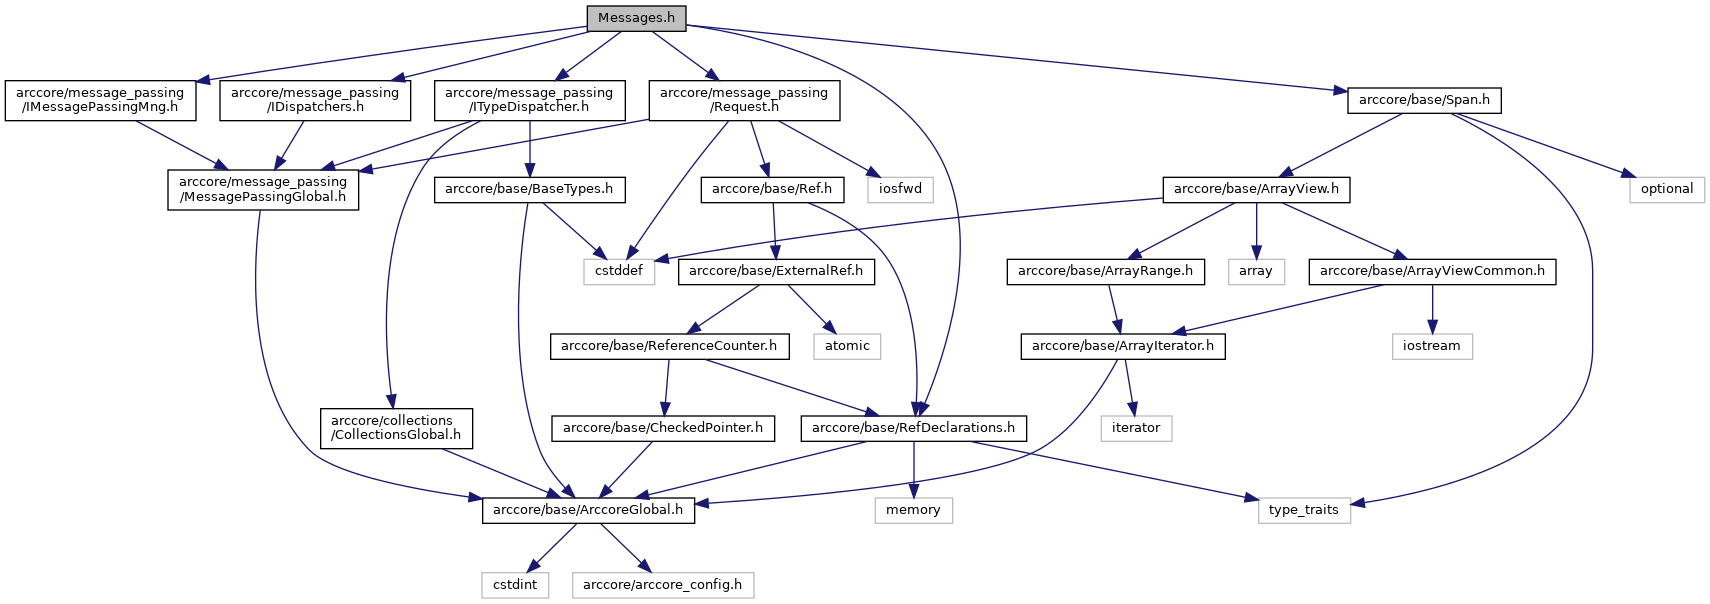 Messages.h
arccore/message_passing
/IMessagePassingMng.h
arccore/message_passing
/IDispatchers.h
arccore/message_passing
/ITypeDispatcher.h
arccore/message_passing
/Request.h
arccore/base/Span.h
arccore/message_passing
/MessagePassingGlobal.h
arccore/base/BaseTypes.h
arccore/base/Ref.h
iosfwd
arccore/base/ArrayView.h
optional
cstddef
arccore/base/ExternalRef.h
arccore/base/ArrayRange.h
array
arccore/base/ArrayViewCommon.h
arccore/base/ReferenceCounter.h
atomic
arccore/base/ArrayIterator.h
iostream
arccore/collections
/CollectionsGlobal.h
arccore/base/CheckedPointer.h
arccore/base/RefDeclarations.h
iterator
arccore/base/ArccoreGlobal.h
memory
type_traits
cstdint
arccore/arccore_config.h